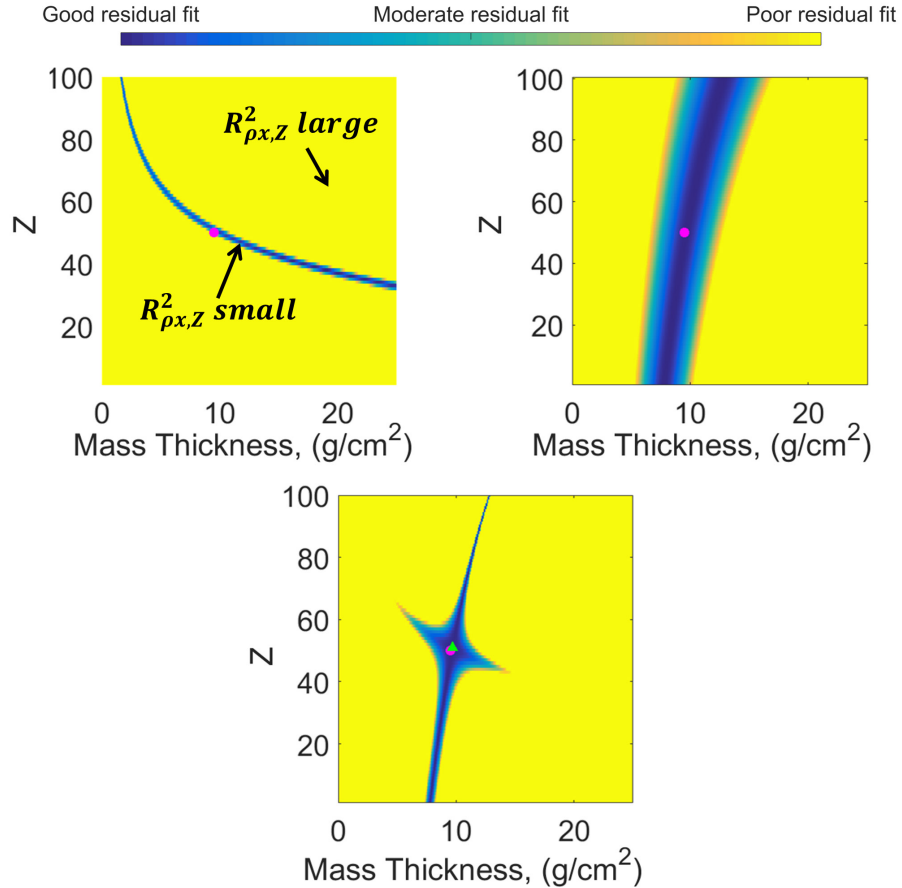 Good residual fit Moderate residual fit Poor residual fit
100
80
60
40
20
0 10 20
Z
Mass Thickness, (g/cm²)
R²ρx,Z large
R²ρx,Z small
100
80
60
40
20
0 10 20
Z
Mass Thickness, (g/cm²)
100
80
60
40
20
0 10 20
Z
Mass Thickness, (g/cm²)